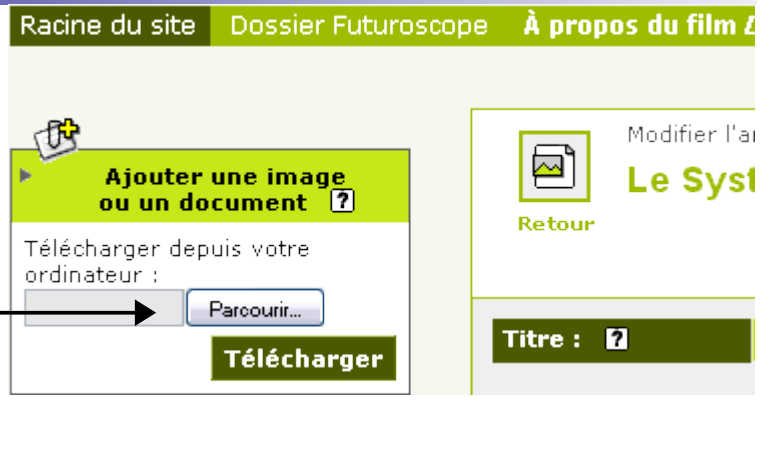 Racine du site Dossier Futuroscope À propos du film
Ajouter une image
ou un document ?
Télécharger depuis votre
ordinateur :
Parcourir...
Télécharger
Modifier l'ar
Le Syst
Retour
Titre : ?